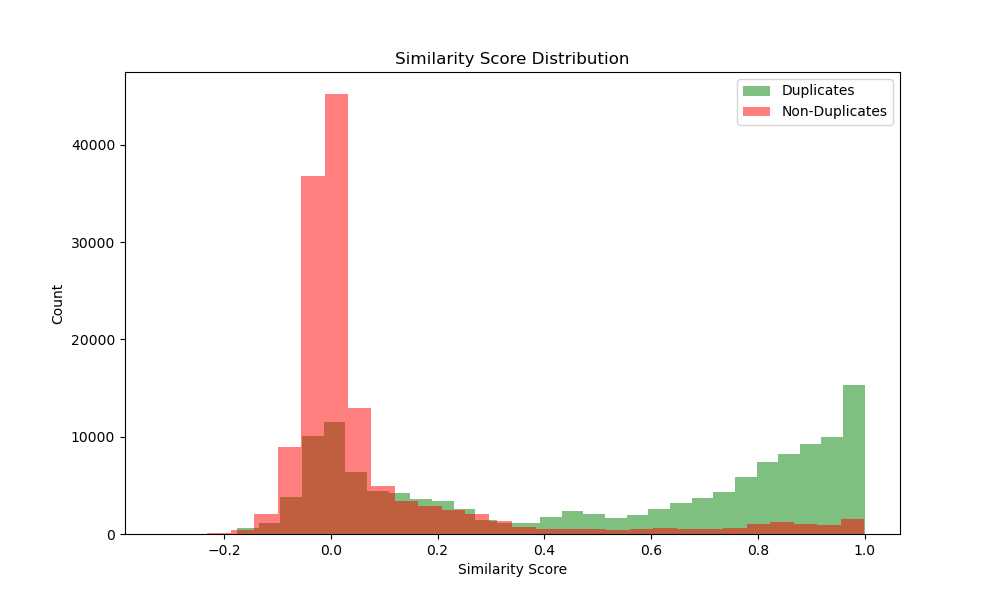 Similarity Score Distribution
Duplicates
Non-Duplicates
40000
30000
20000
10000
0
Count
−0.2 0.0 0.2 0.4 0.6 0.8 1.0
Similarity Score